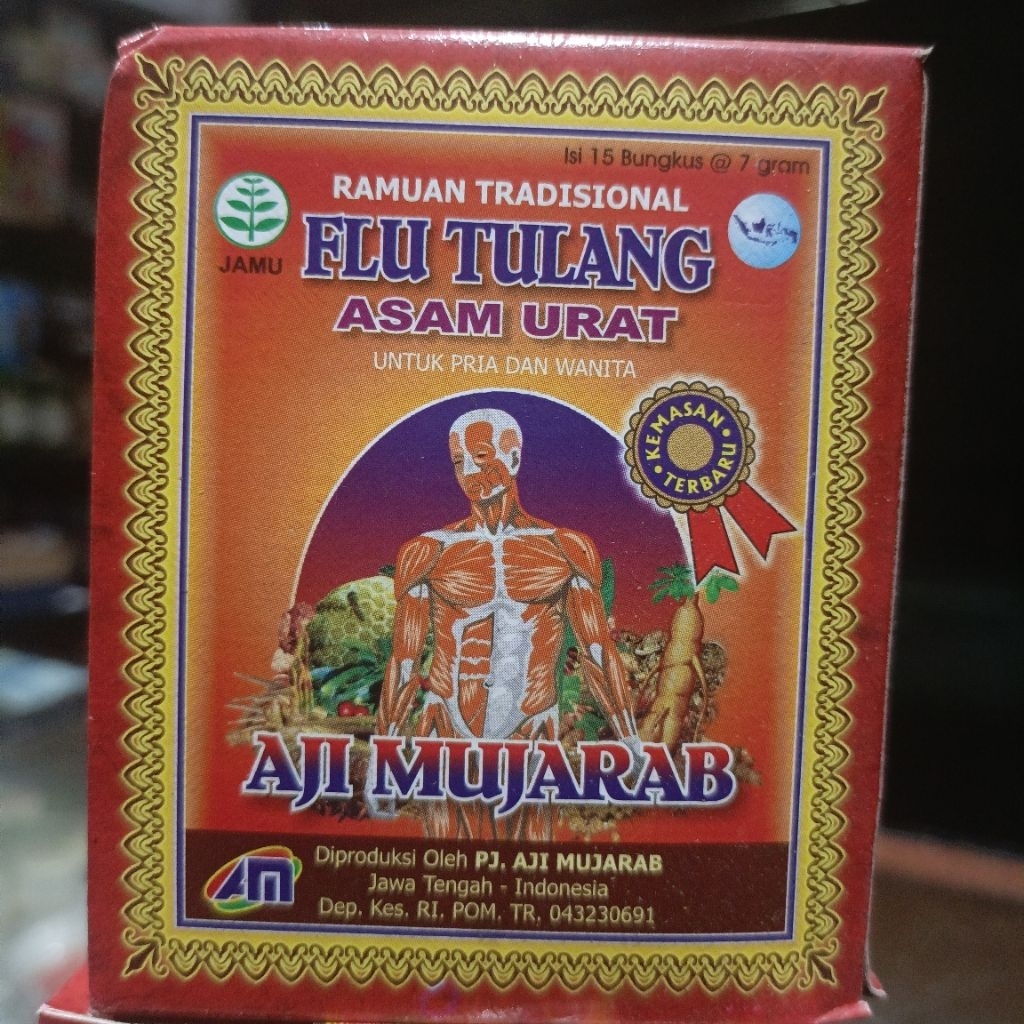 Isi 15 Bungkus @ 7 gram
RAMUAN TRADISIONAL
JAMU
FLU TULANG
ASAM URAT
UNTUK PRIA DAN WANITA
KEMASAN
TERBARU
AJI MUJARAB
AM
Diproduksi Oleh PJ. AJI MUJARAB
Jawa Tengah - Indonesia
Dep. Kes. RI. POM. TR. 043230691